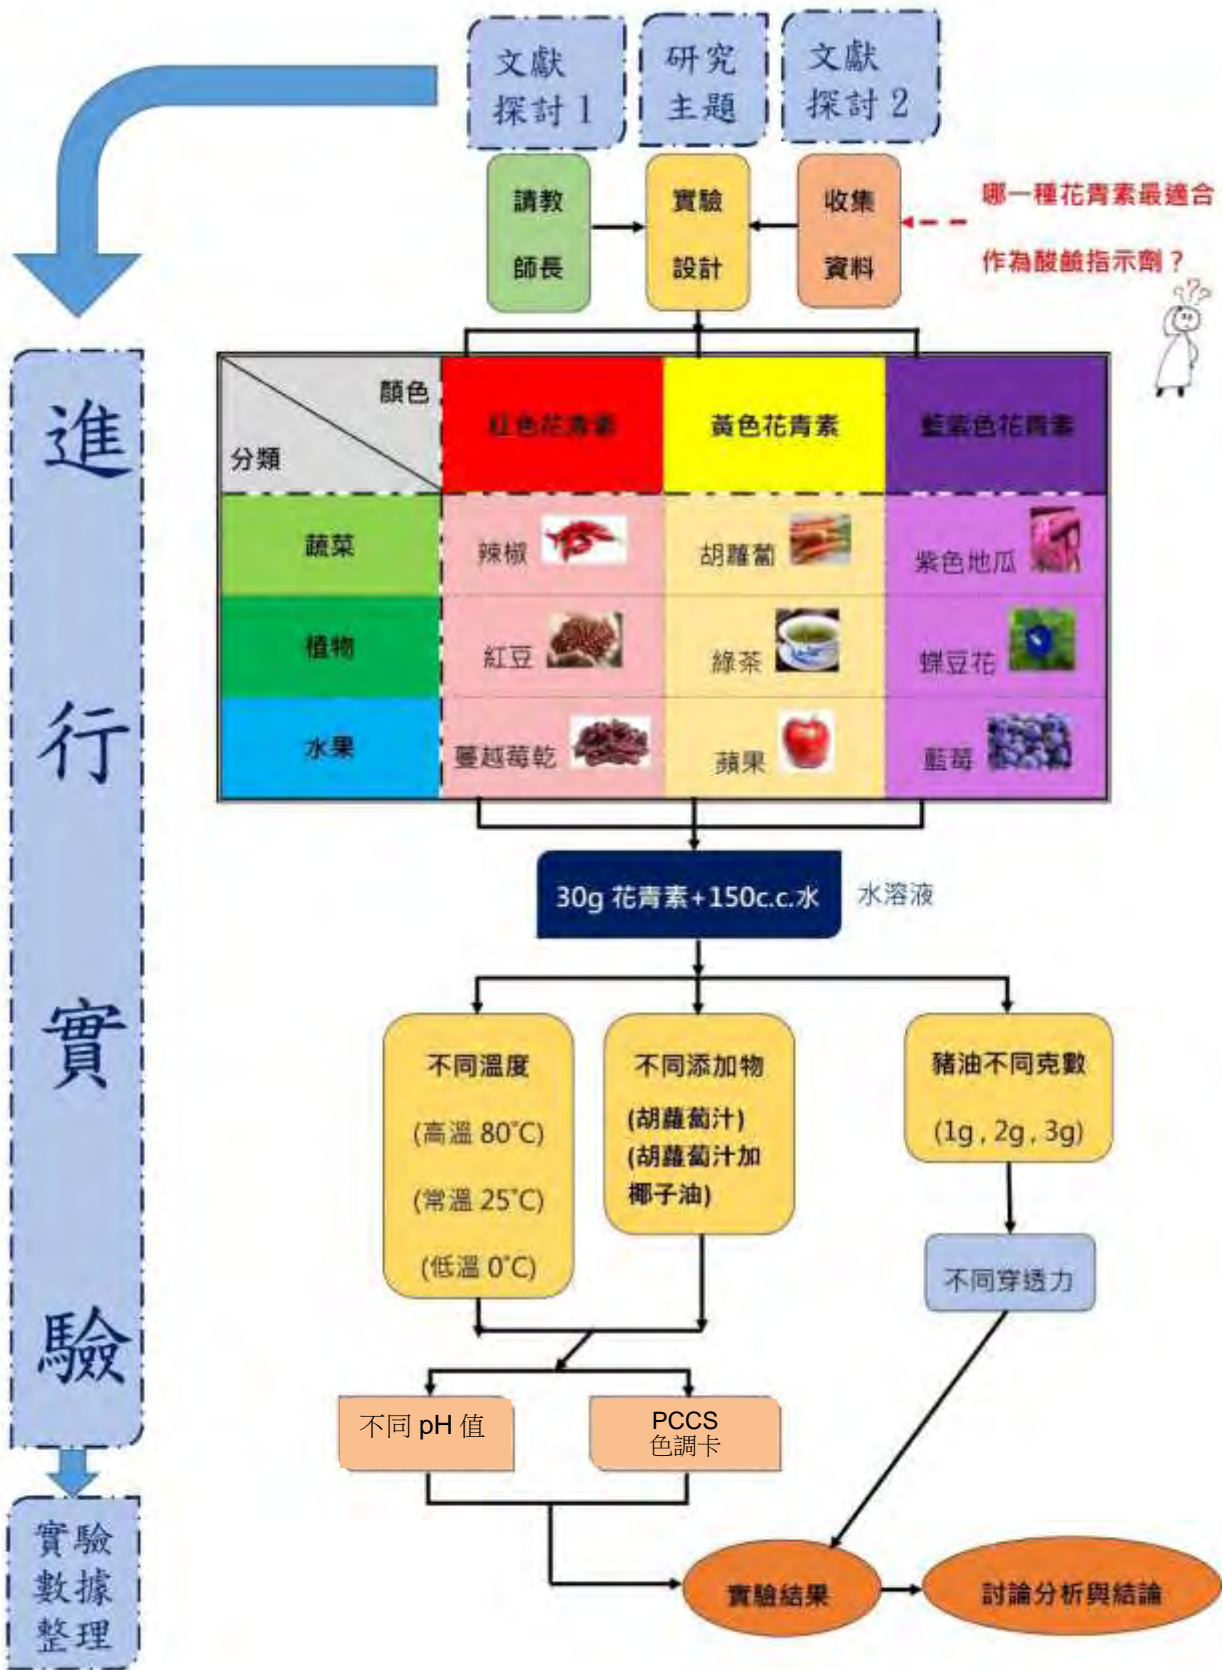 文獻
探討1
研究
主題
文獻
探討2
請教
師長
實驗
設計
收集
資料
哪一種花青素最適合
作為酸鹼指示劑？
???
進
行
實
驗
顏色
分類
紅色花青素
黃色花青素
藍紫色花青素
蔬菜
辣椒
胡蘿蔔
紫色地瓜
植物
紅豆
綠茶
蝶豆花
水果
蔓越莓乾
蘋果
藍莓
30g 花青素+150c.c.水
水溶液
不同溫度
(高溫 80°C)
(常溫 25°C)
(低溫 0°C)
不同添加物
(胡蘿蔔汁)
(胡蘿蔔汁加
椰子油)
豬油不同克數
(1g , 2g , 3g)
不同穿透力
不同 pH 值
PCCS
色調卡
實驗
數據
整理
實驗結果
討論分析與結論